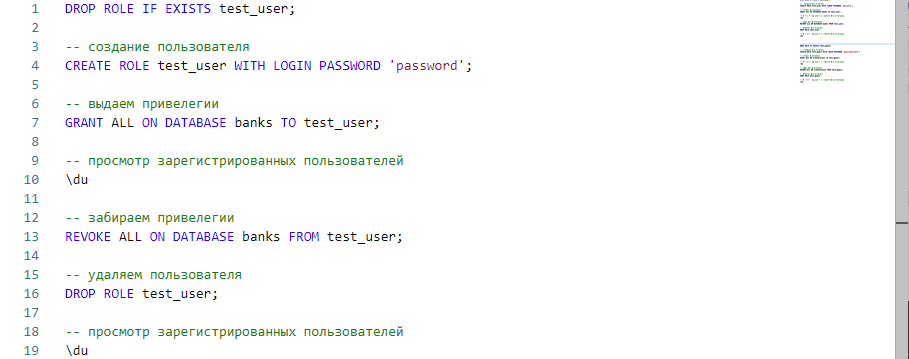 1 DROP ROLE IF EXISTS test_user;
2
3 -- создание пользователя
4 CREATE ROLE test_user WITH LOGIN PASSWORD 'password';
5
6 -- выдаем привелегии
7 GRANT ALL ON DATABASE banks TO test_user;
8
9 -- просмотр зарегистрированных пользователей
10 \du
11
12 -- забираем привелегии
13 REVOKE ALL ON DATABASE banks FROM test_user;
14
15 -- удаляем пользователя
16 DROP ROLE test_user;
17
18 -- просмотр зарегистрированных пользователей
19 \du